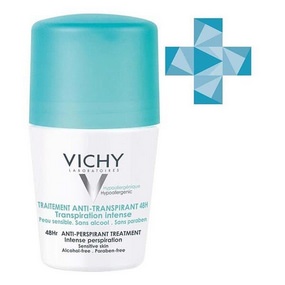 VICHY
LABORATOIRES
Hypoallergénique
Hypoallergenic
TRAITEMENT ANTI-TRANSPIRANT 48H
Transpiration intense
Peau sensible. Sans alcool. Sans paraben
48Hr ANTI-PERSPIRANT TREATMENT
Intense perspiration
Sensitive skin
Alcohol-free . Paraben-free